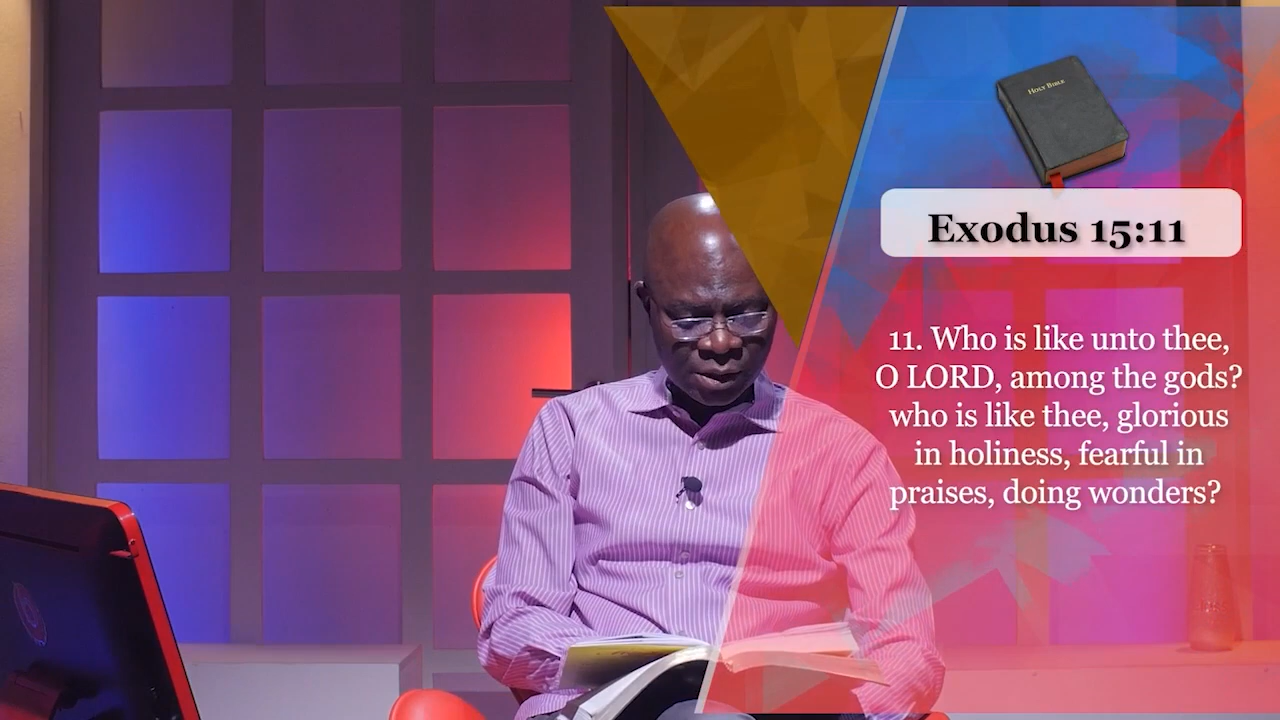 HOLY BIBLE
Exodus 15:11
11. Who is like unto thee,
O LORD, among the gods?
who is like thee, glorious
in holiness, fearful in
praises, doing wonders?